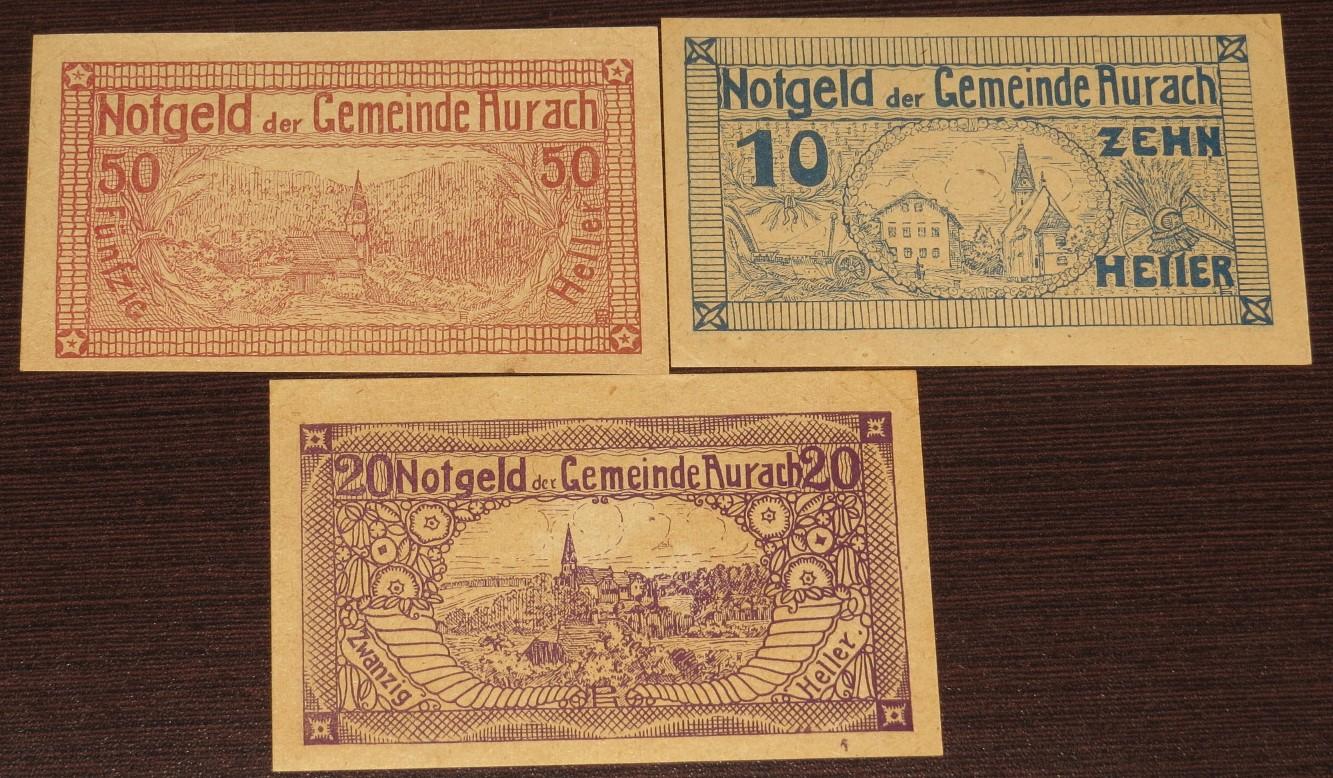 Notgeld der Gemeinde Aurach
50 50
Fünfzig Heller
Notgeld der Gemeinde Aurach
10 ZEHN
HELLER
20 Notgeld der Gemeinde Aurach 20
Zwanzig Heller.